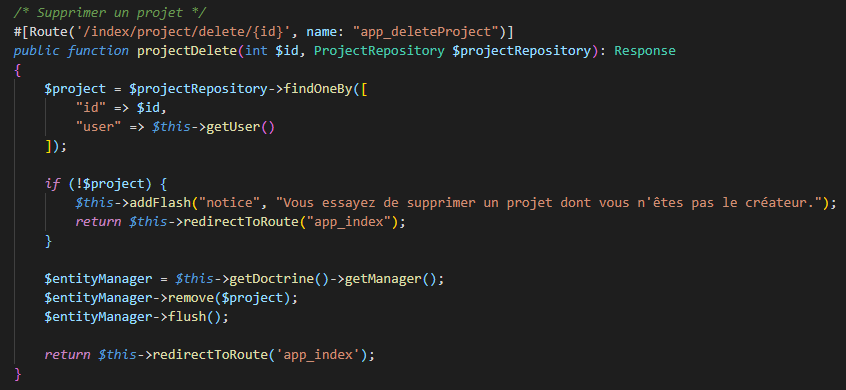 /* Supprimer un projet */
#[Route('/index/project/delete/{id}', name: "app_deleteProject")]
public function projectDelete(int $id, ProjectRepository $projectRepository): Response
{
    $project = $projectRepository->findOneBy([
        "id" => $id,
        "user" => $this->getUser()
    ]);

    if (!$project) {
        $this->addFlash("notice", "Vous essayez de supprimer un projet dont vous n'êtes pas le créateur.");
        return $this->redirectToRoute("app_index");
    }

    $entityManager = $this->getDoctrine()->getManager();
    $entityManager->remove($project);
    $entityManager->flush();

    return $this->redirectToRoute('app_index');
}